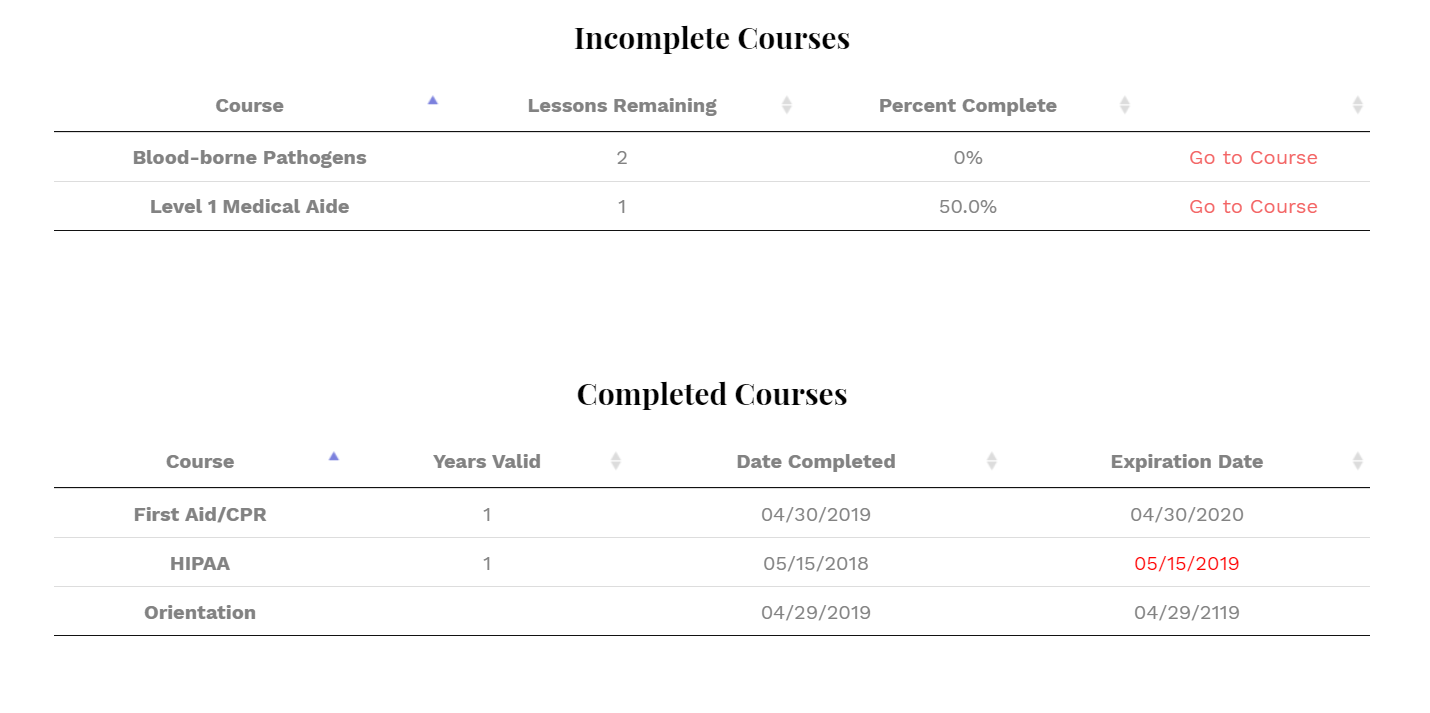 Incomplete Courses
Course Lessons Remaining Percent Complete
Blood-borne Pathogens 2 0% Go to Course
Level 1 Medical Aide 1 50.0% Go to Course
Completed Courses
Course Years Valid Date Completed Expiration Date
First Aid/CPR 1 04/30/2019 04/30/2020
HIPAA 1 05/15/2018 05/15/2019
Orientation 04/29/2019 04/29/2119